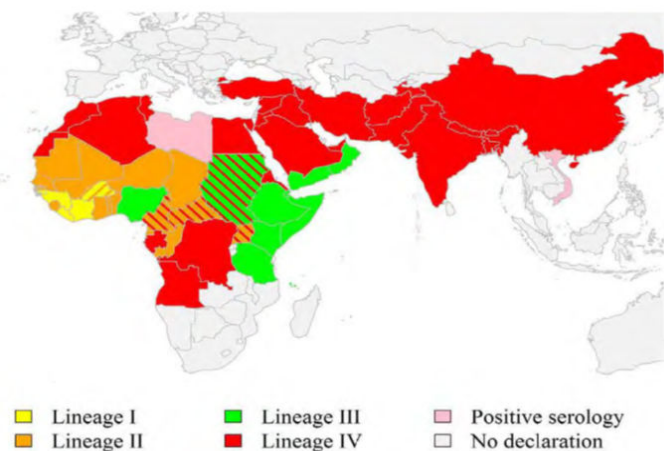 Lineage I
Lineage III
Positive serology
Lineage II
Lineage IV
No declaration